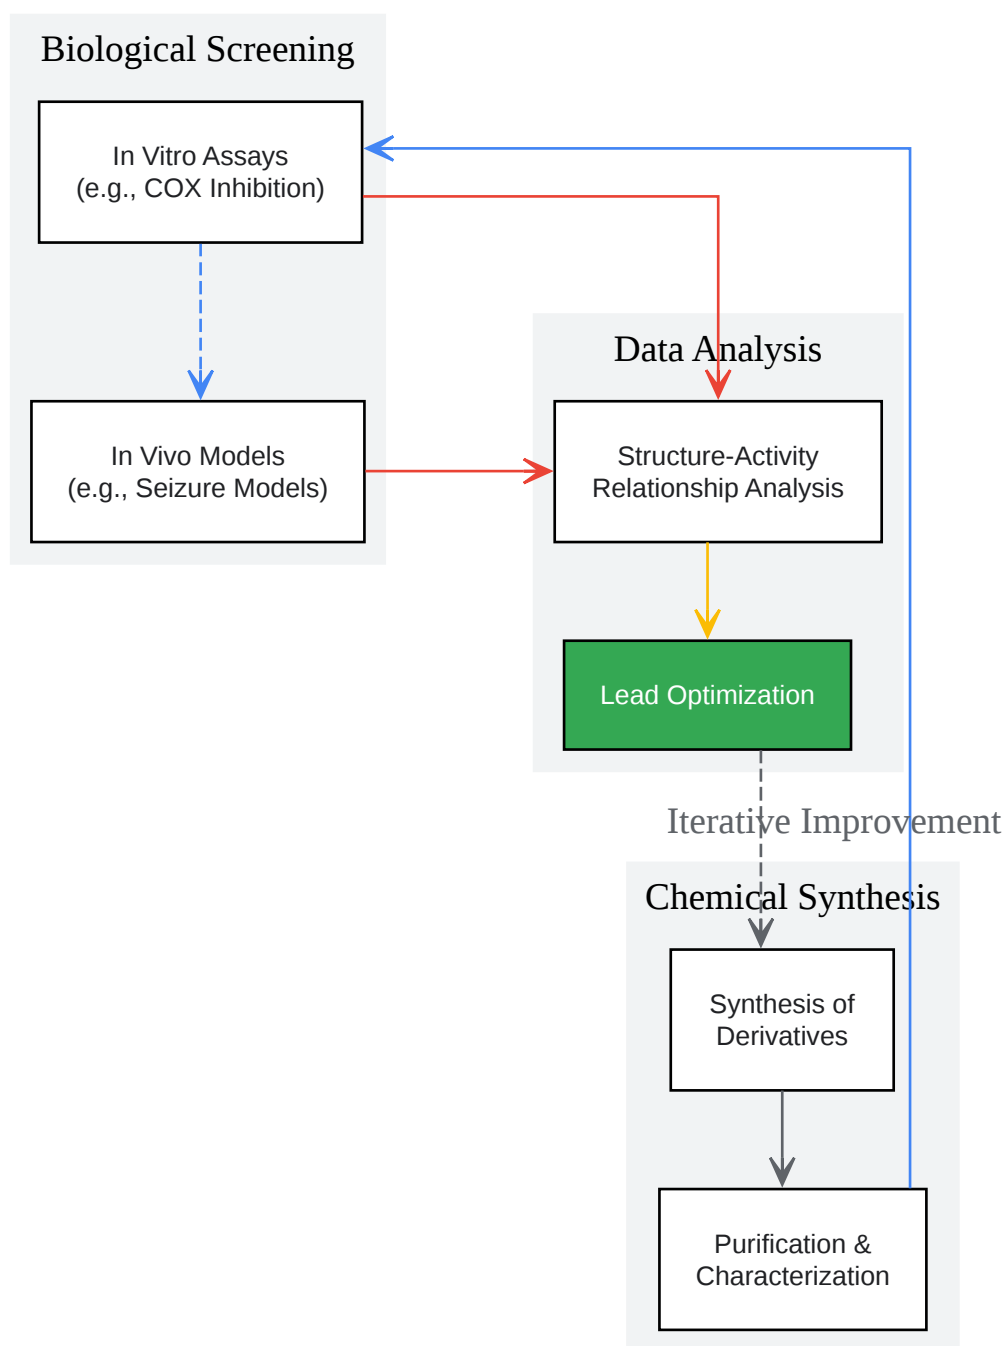 Biological Screening
In Vitro Assays
(e.g., COX Inhibition)
In Vivo Models
(e.g., Seizure Models)
Data Analysis
Structure-Activity
Relationship Analysis
Lead Optimization
Iterative Improvement
Chemical Synthesis
Synthesis of
Derivatives
Purification &
Characterization